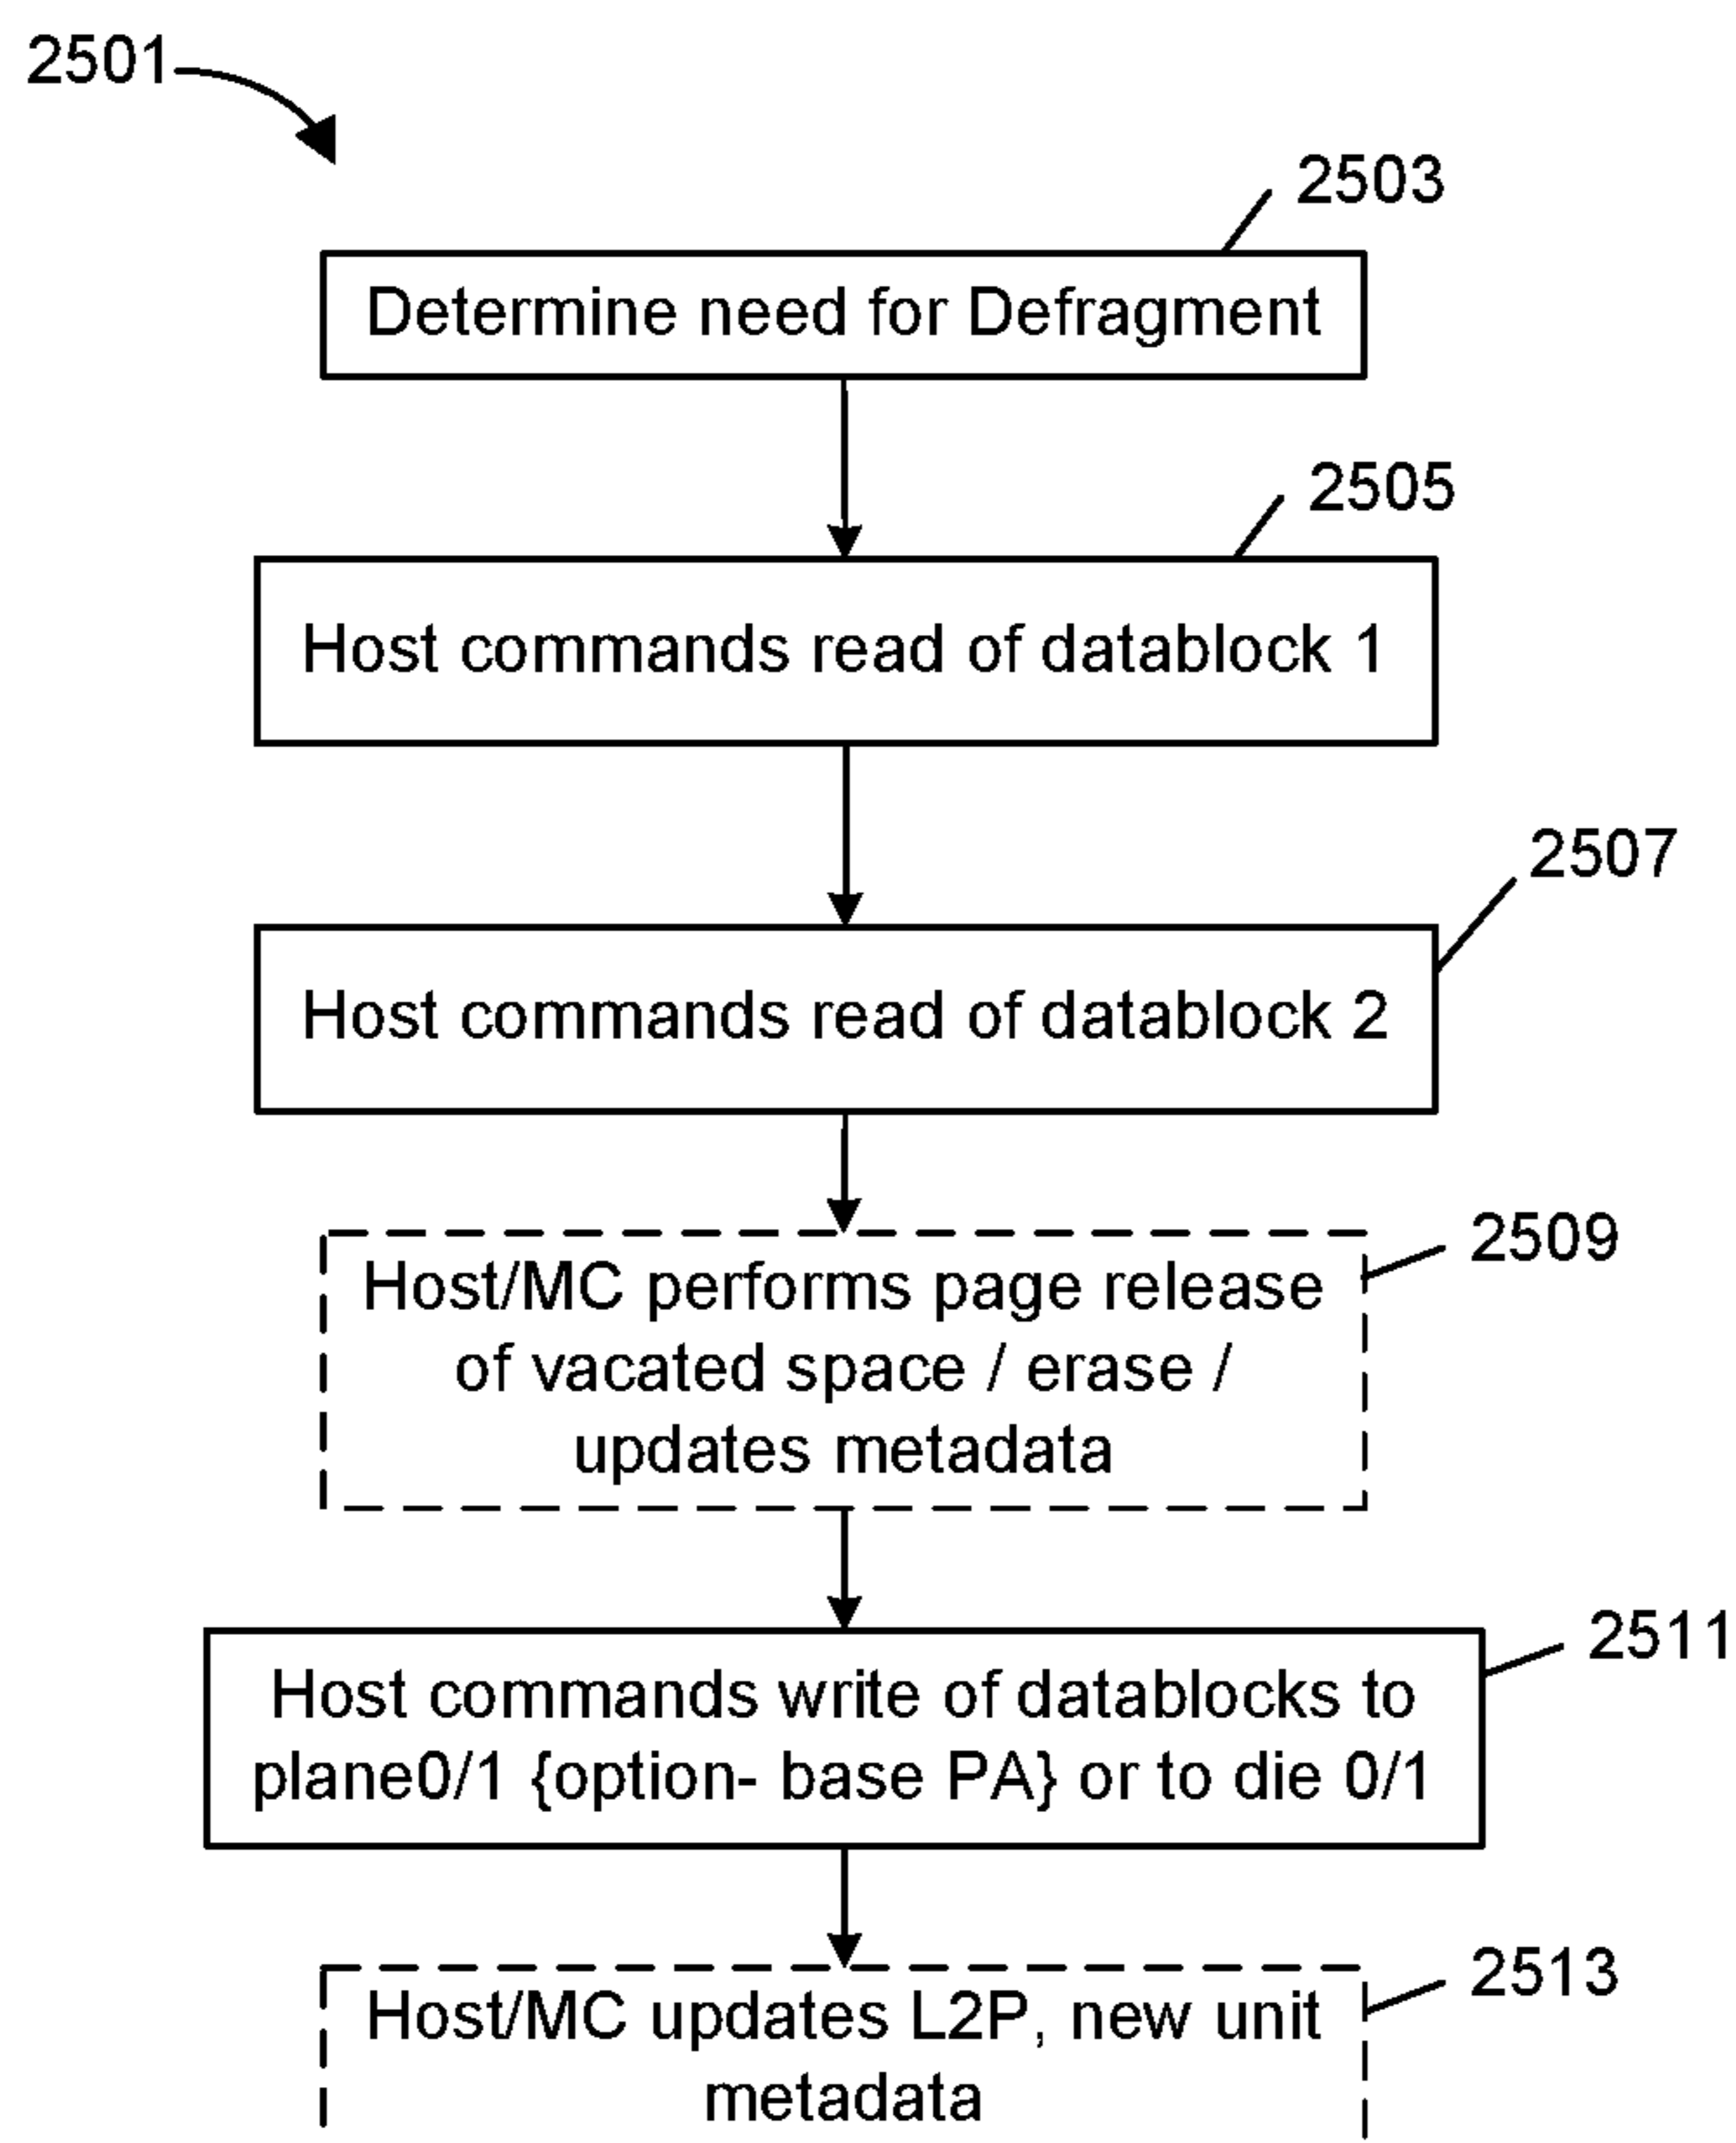 2501
2503
Determine need for Defragment
2505
Host commands read of datablock 1
2507
Host commands read of datablock 2
2509
Host/MC performs page release
of vacated space / erase /
updates metadata
2511
Host commands write of datablocks to
plane0/1 {option- base PA} or to die 0/1
2513
Host/MC updates L2P, new unit
metadata